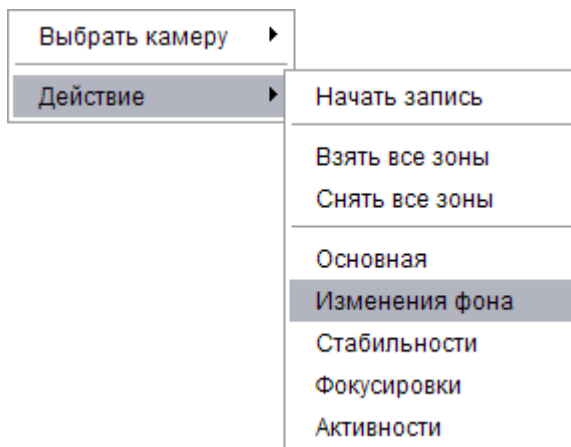 Выбрать камеру
Действие
Начать запись
Взять все зоны
Снять все зоны
Основная
Изменения фона
Стабильности
Фокусировки
Активности